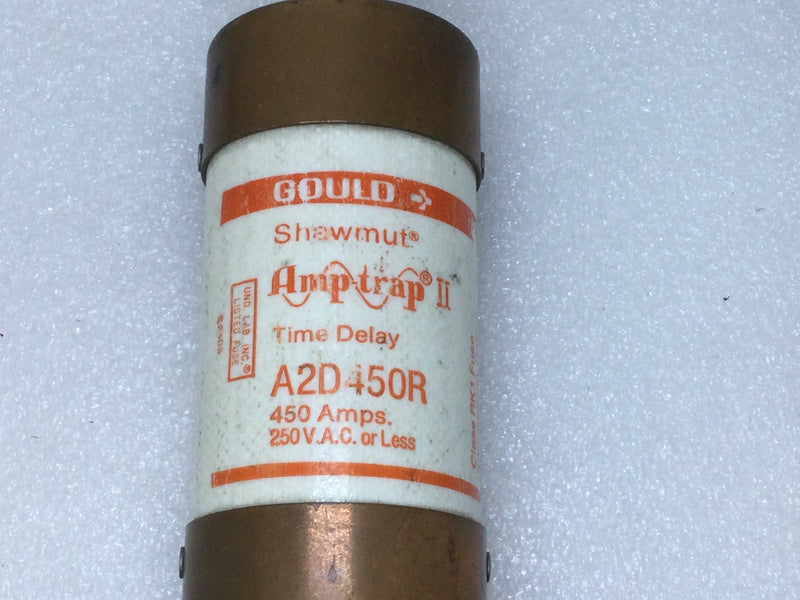 GOULD
Shawmut®
Amp-trap® II
Time Delay
A2D450R
450 Amps.
250 V.A.C. or Less
UND. LAB. INC.®
LISTED FUSE
Class RK1 Fuse